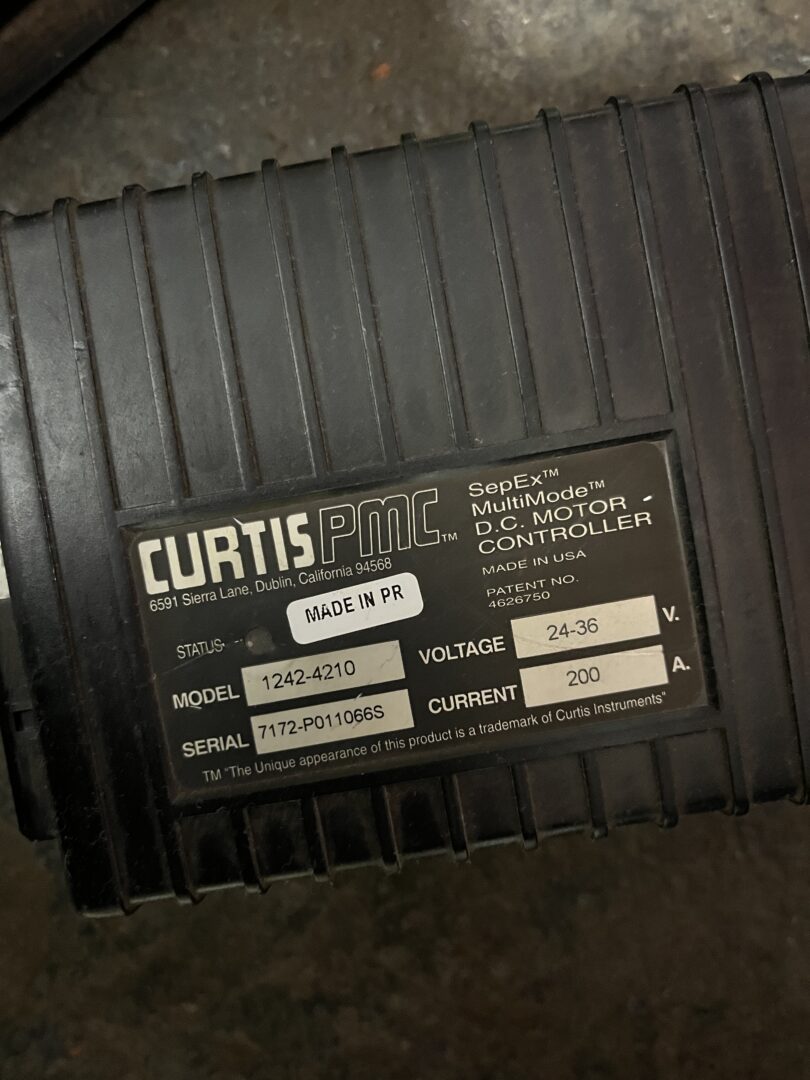 CURTIS PMC™
6591 Sierra Lane, Dublin, California 94568
SepEx™
MultiMode™
D.C. MOTOR
CONTROLLER
MADE IN USA
PATENT NO.
4626750
MADE IN PR
STATUS
MODEL 1242-4210
SERIAL 7172-P011066S
VOLTAGE 24-36 V.
CURRENT 200 A.
TM "The Unique appearance of this product is a trademark of Curtis Instruments"